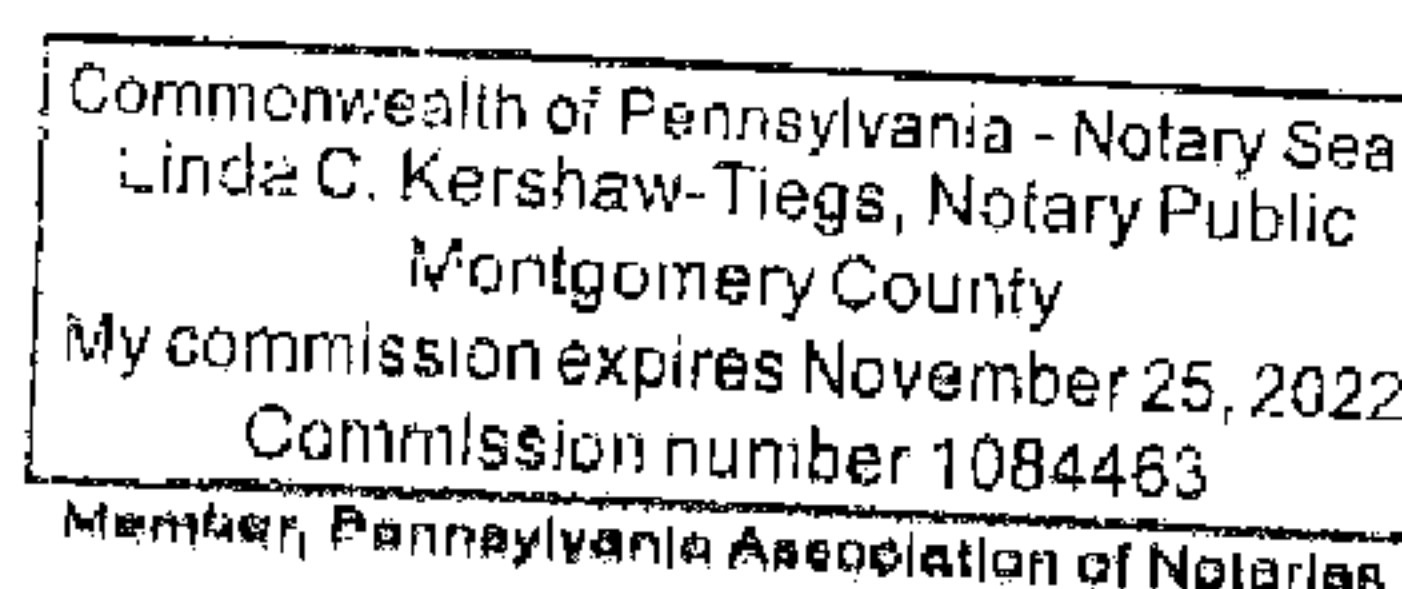 Commonwealth of Pennsylvania - Notary Sea
Linda C. Kershaw-Tiegs, Notary Public
Montgomery County
My commission expires November 25, 2022
Commission number 1084463
Member, Pennsylvania Association of Notaries